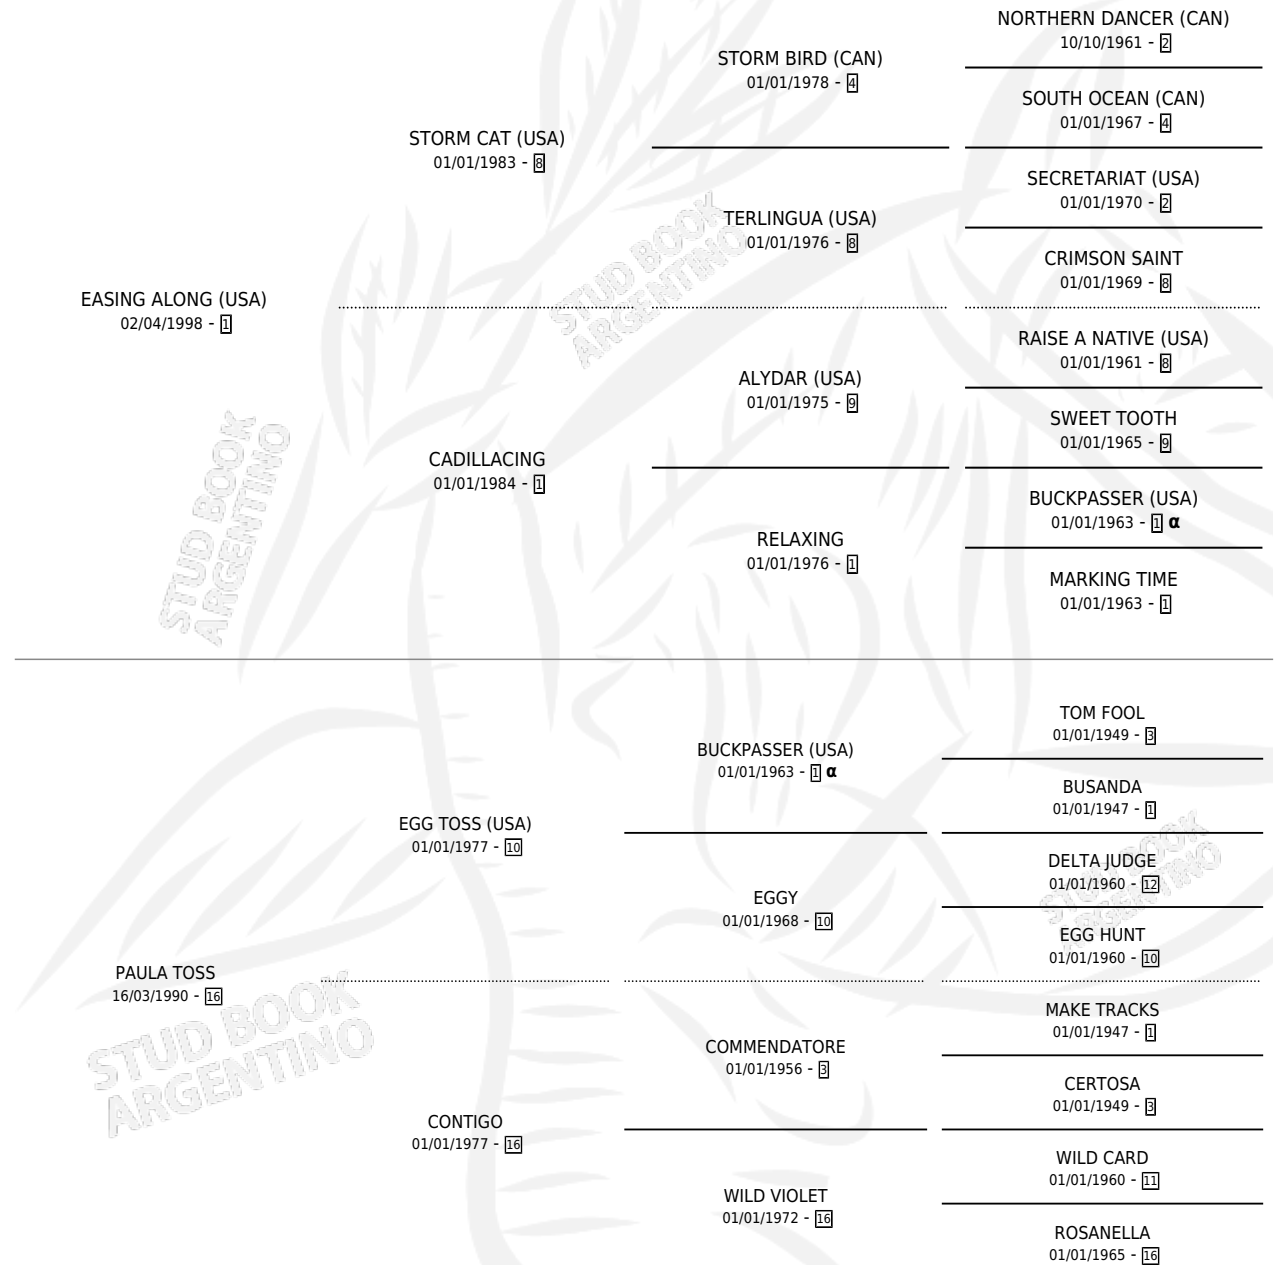 NORTHERN DANCER (CAN)
10/10/1961 - 2
STORM BIRD (CAN)
01/01/1978 - 4
SOUTH OCEAN (CAN)
01/01/1967 - 4
STORM CAT (USA)
01/01/1983 - 8
SECRETARIAT (USA)
01/01/1970 - 2
TERLINGUA (USA)
01/01/1976 - 8
CRIMSON SAINT
01/01/1969 - 8
EASING ALONG (USA)
02/04/1998 - 1
RAISE A NATIVE (USA)
01/01/1961 - 8
ALYDAR (USA)
01/01/1975 - 9
SWEET TOOTH
01/01/1965 - 9
CADILLACING
01/01/1984 - 1
BUCKPASSER (USA)
01/01/1963 - 1 α
RELAXING
01/01/1976 - 1
MARKING TIME
01/01/1963 - 1
TOM FOOL
01/01/1949 - 3
BUCKPASSER (USA)
01/01/1963 - 1 α
BUSANDA
01/01/1947 - 1
EGG TOSS (USA)
01/01/1977 - 10
DELTA JUDGE
01/01/1960 - 12
EGGY
01/01/1968 - 10
EGG HUNT
01/01/1960 - 10
PAULA TOSS
16/03/1990 - 16
MAKE TRACKS
01/01/1947 - 1
COMMENDATORE
01/01/1956 - 3
CERTOSA
01/01/1949 - 3
CONTIGO
01/01/1977 - 16
WILD CARD
01/01/1960 - 11
WILD VIOLET
01/01/1972 - 16
ROSANELLA
01/01/1965 - 16
STUD BOOK
ARGENTINO
STUD BOOK
ARGENTINO
STUD BOOK
ARGENTINO
STUD BOOK
ARGENTINO